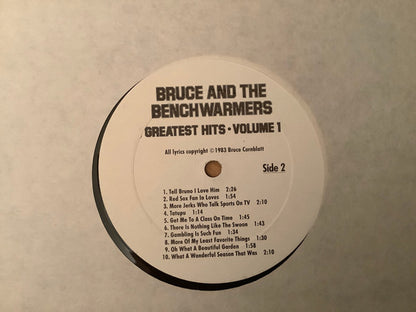 BRUCE AND THE
BENCHWARMERS
GREATEST HITS • VOLUME 1
All lyrics copyright ©1983 Bruce Cornblatt
Side 2
1. Tell Bruno I Love Him 2:26
2. Red Sox Fan In Loves 1:54
3. More Jerks Who Talk Sports On TV 2:10
4. Tatupu 1:14
5. Get Me To A Class On Time 1:45
6. There Is Nothing Like The Swoon 1:43
7. Gambling Is Such Fun 1:34
8. More Of My Least Favorite Things 1:30
9. Oh What A Beautiful Garden 1:58
10. What A Wonderful Season That Was 2:10